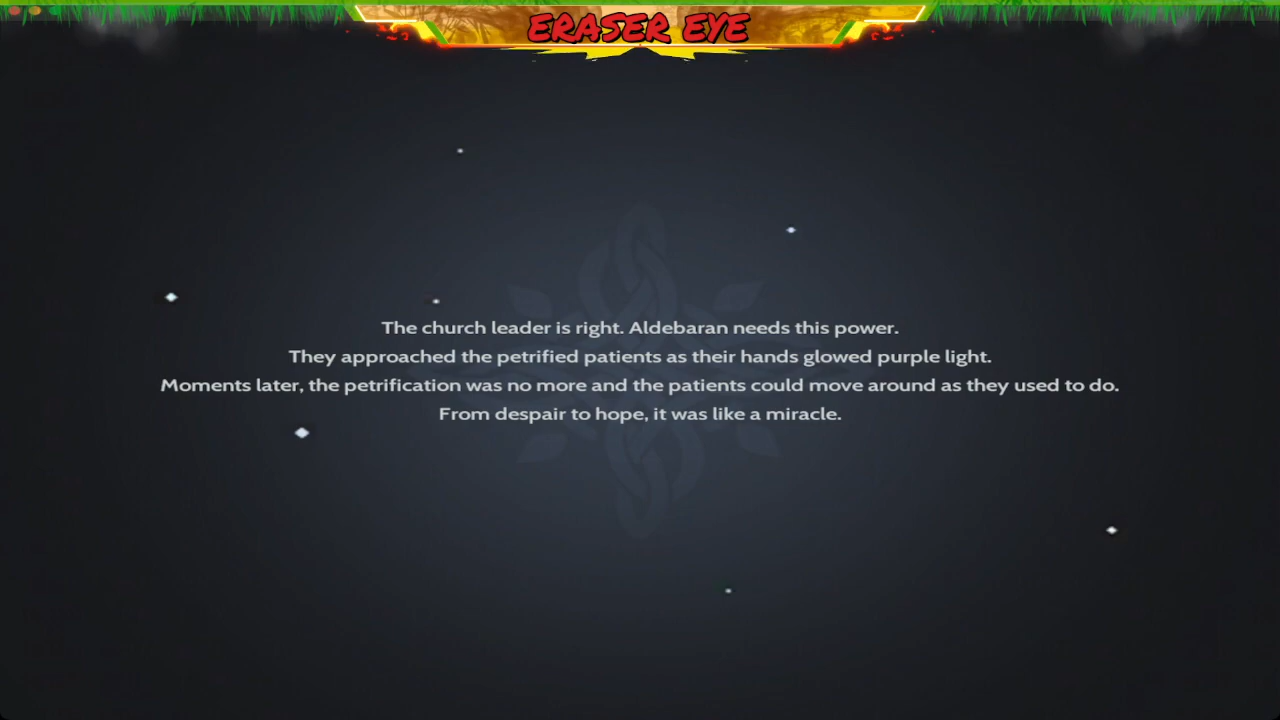 ERASER EYE
The church leader is right. Aldebaran needs this power.
They approached the petrified patients as their hands glowed purple light.
Moments later, the petrification was no more and the patients could move around as they used to do.
From despair to hope, it was like a miracle.